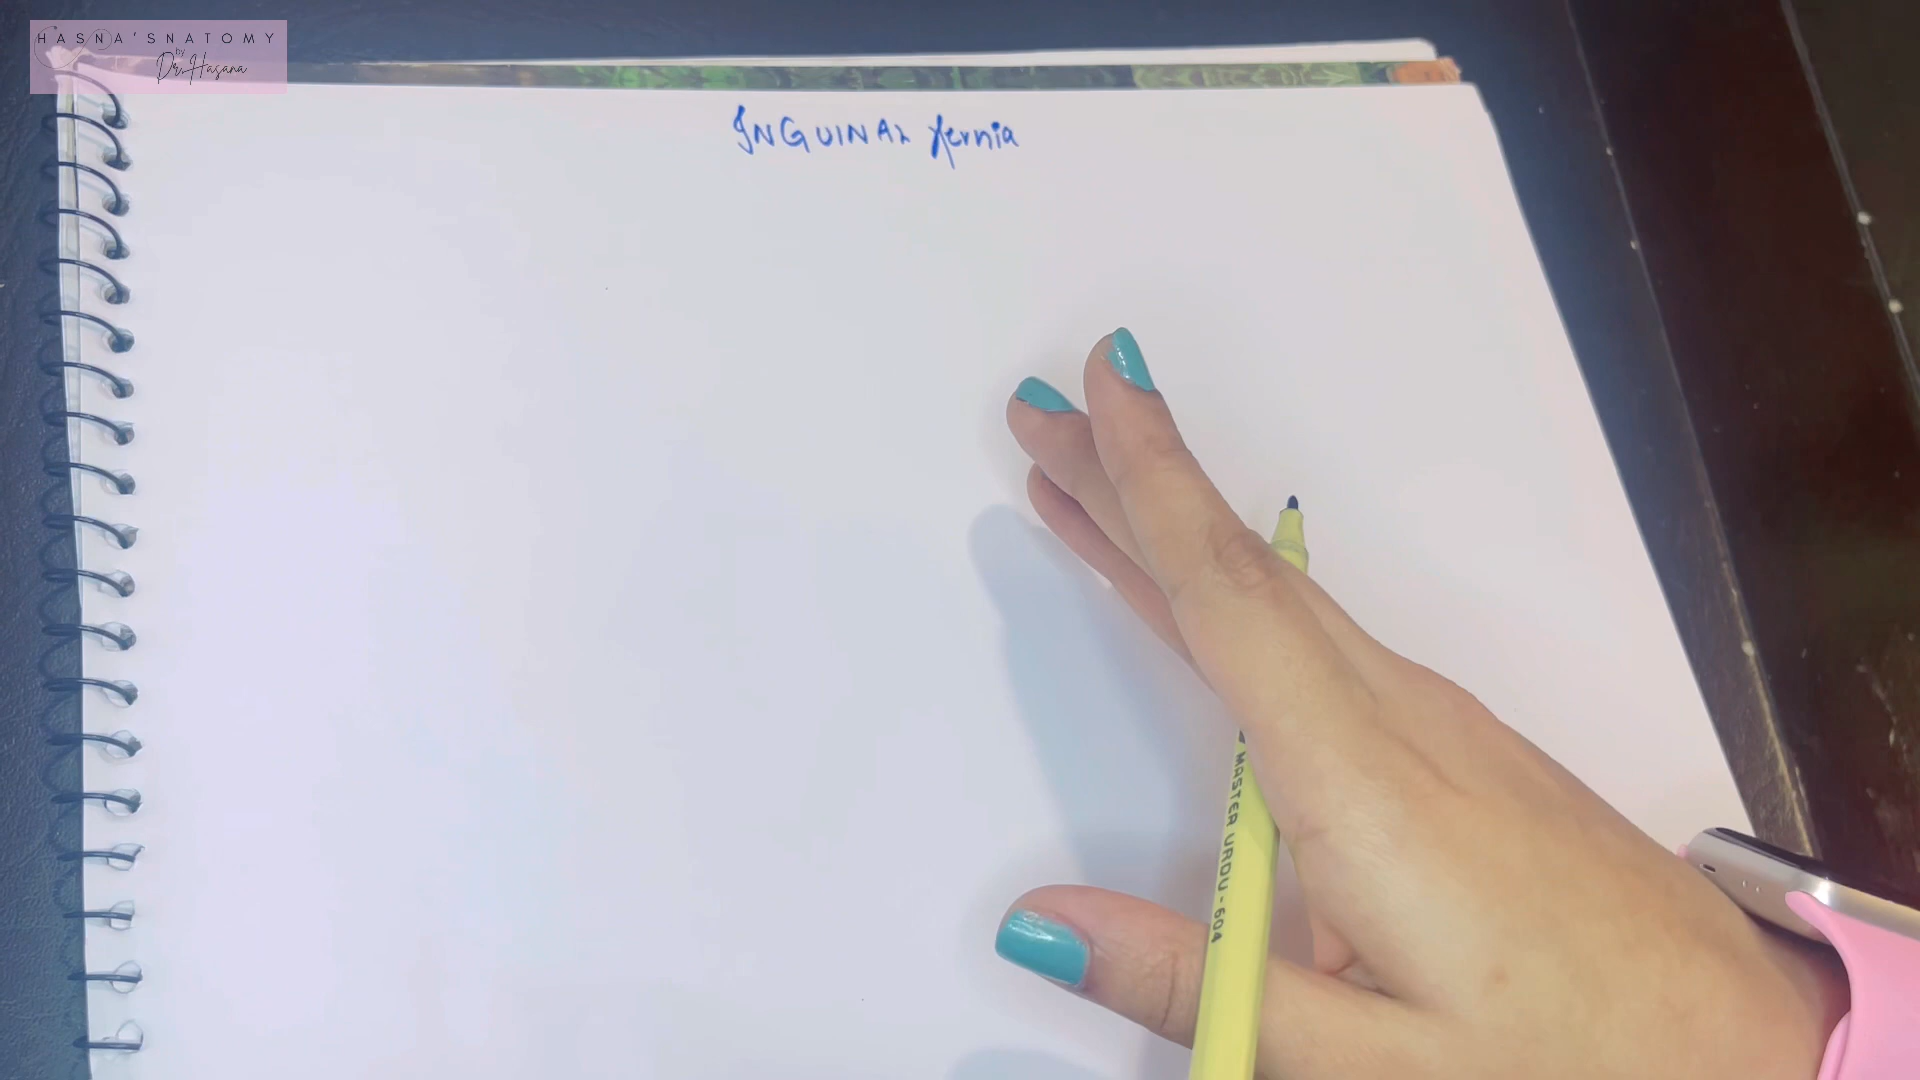 HASNA'SNATOMY
by
Dr. Hasana
INGUINAL Hernia
MASTER URDU - 604